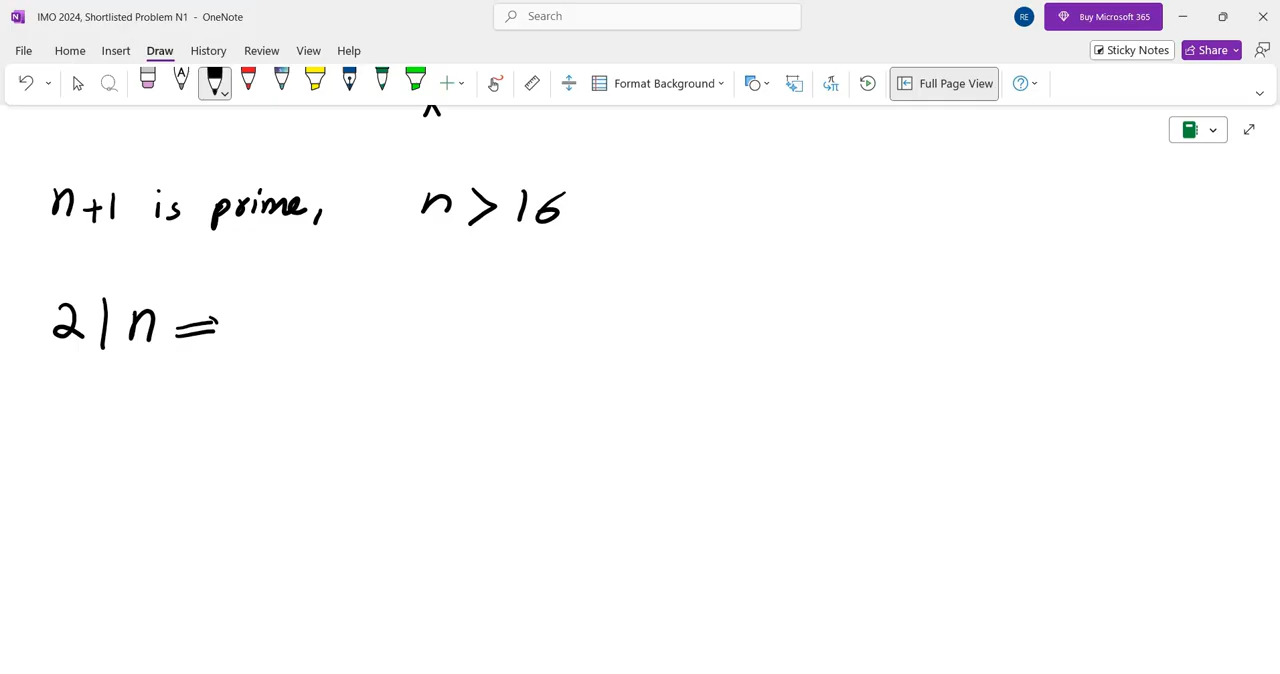 IMO 2024, Shortlisted Problem N1 - OneNote
Search
RE
Buy Microsoft 365
File Home Insert Draw History Review View Help
Sticky Notes
Share
Format Background
Full Page View
n+1 is prime, n > 16
2 | n =